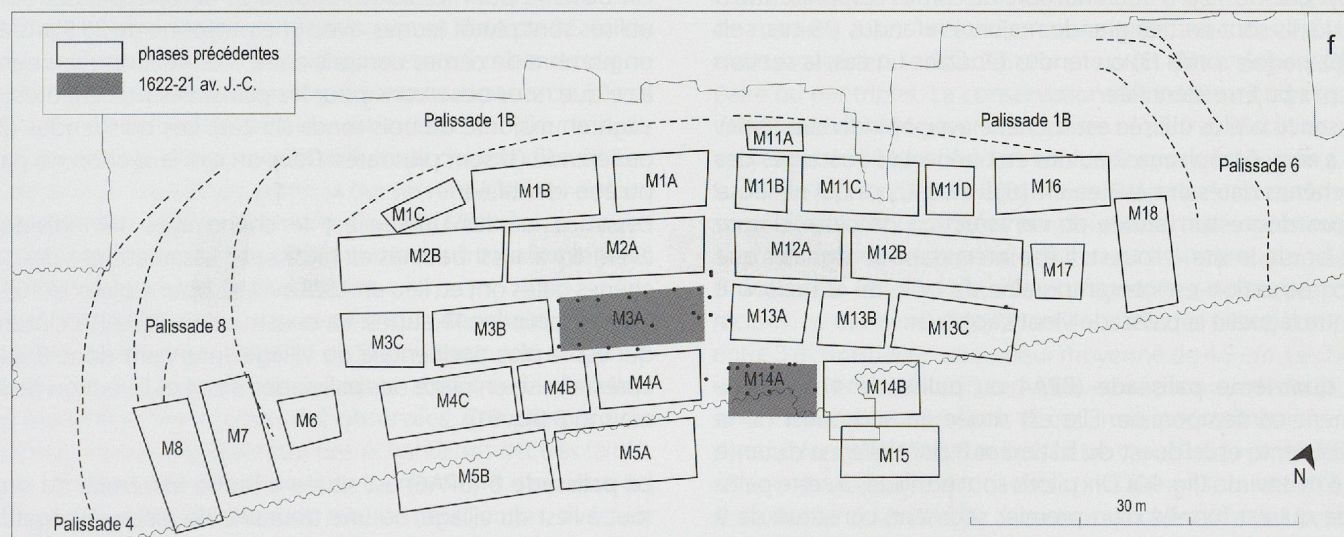 f
phases précédentes
1622-21 av. J.-C.
Palissade 1B
Palissade 1B
Palissade 6
M11A
M1C
M1B
M1A
M11B
M11C
M11D
M16
M18
M2B
M2A
M12A
M12B
M17
Palissade 8
M3C
M3B
M3A
M13A
M13B
M13C
M8
M7
M6
M4C
M4B
M4A
M14A
M14B
M5B
M5A
M15
Palissade 4
30 m
N